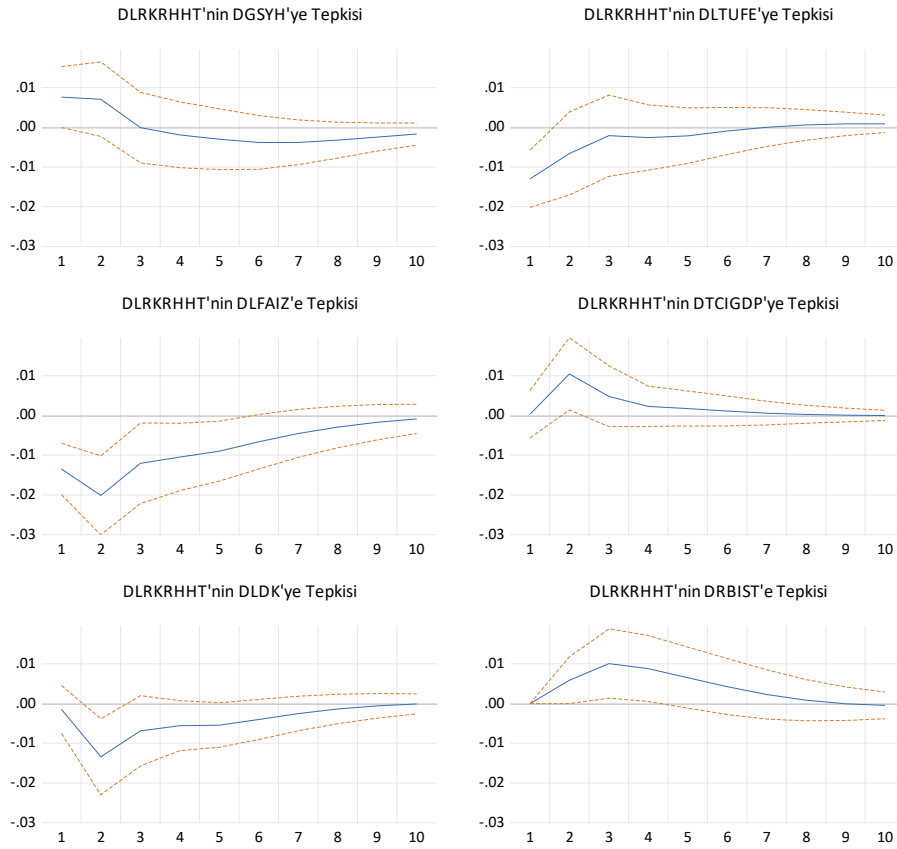 DLRKRHHT'nin DGSYH'ye Tepkisi
.01
.00
-.01
-.02
-.03
1 2 3 4 5 6 7 8 9 10
DLRKRHHT'nin DLTUFE'ye Tepkisi
.01
.00
-.01
-.02
-.03
1 2 3 4 5 6 7 8 9 10
DLRKRHHT'nin DLFAIZ'e Tepkisi
.01
.00
-.01
-.02
-.03
1 2 3 4 5 6 7 8 9 10
DLRKRHHT'nin DTCIGDP'ye Tepkisi
.01
.00
-.01
-.02
-.03
1 2 3 4 5 6 7 8 9 10
DLRKRHHT'nin DLDK'ye Tepkisi
.01
.00
-.01
-.02
-.03
1 2 3 4 5 6 7 8 9 10
DLRKRHHT'nin DRBIST'e Tepkisi
.01
.00
-.01
-.02
-.03
1 2 3 4 5 6 7 8 9 10